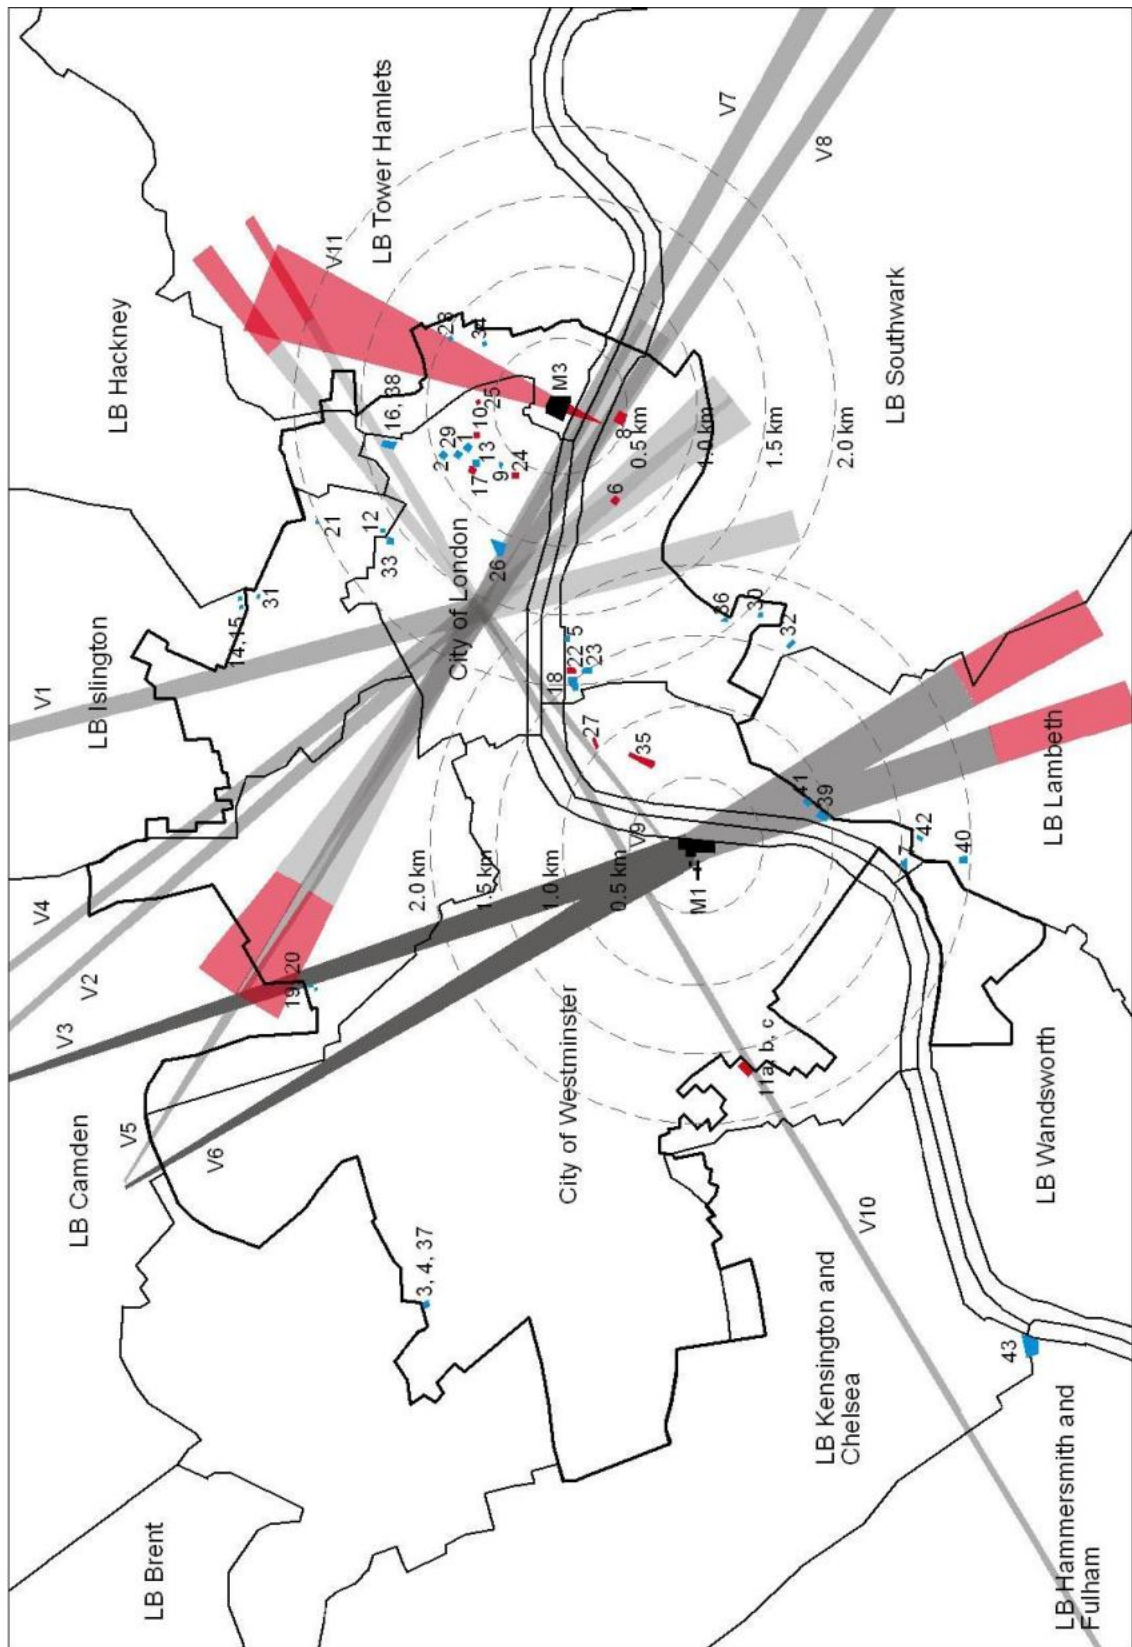 LB Brent
LB Camden
V5
V3
V2
V4
V1
LB Islington
LB Hackney
V6
19, 20
14, 15
31
21
V11
LB Tower Hamlets
12
33
16, 38
3, 4, 37
2.0 km
2
29
1
28
City of London
17
13
10
25
34
1.5 km
26
9
24
City of Westminster
1.0 km
18
22
5
23
M3
27
0.5 km
V9
35
6
8
0.5 km
M1
1.0 km
V7
11a, b, c
36
30
1.5 km
32
41
39
V8
2.0 km
LB Kensington and
Chelsea
V10
7
42
40
LB Southwark
43
LB Wandsworth
LB Lambeth
LB Hammersmith and
Fulham